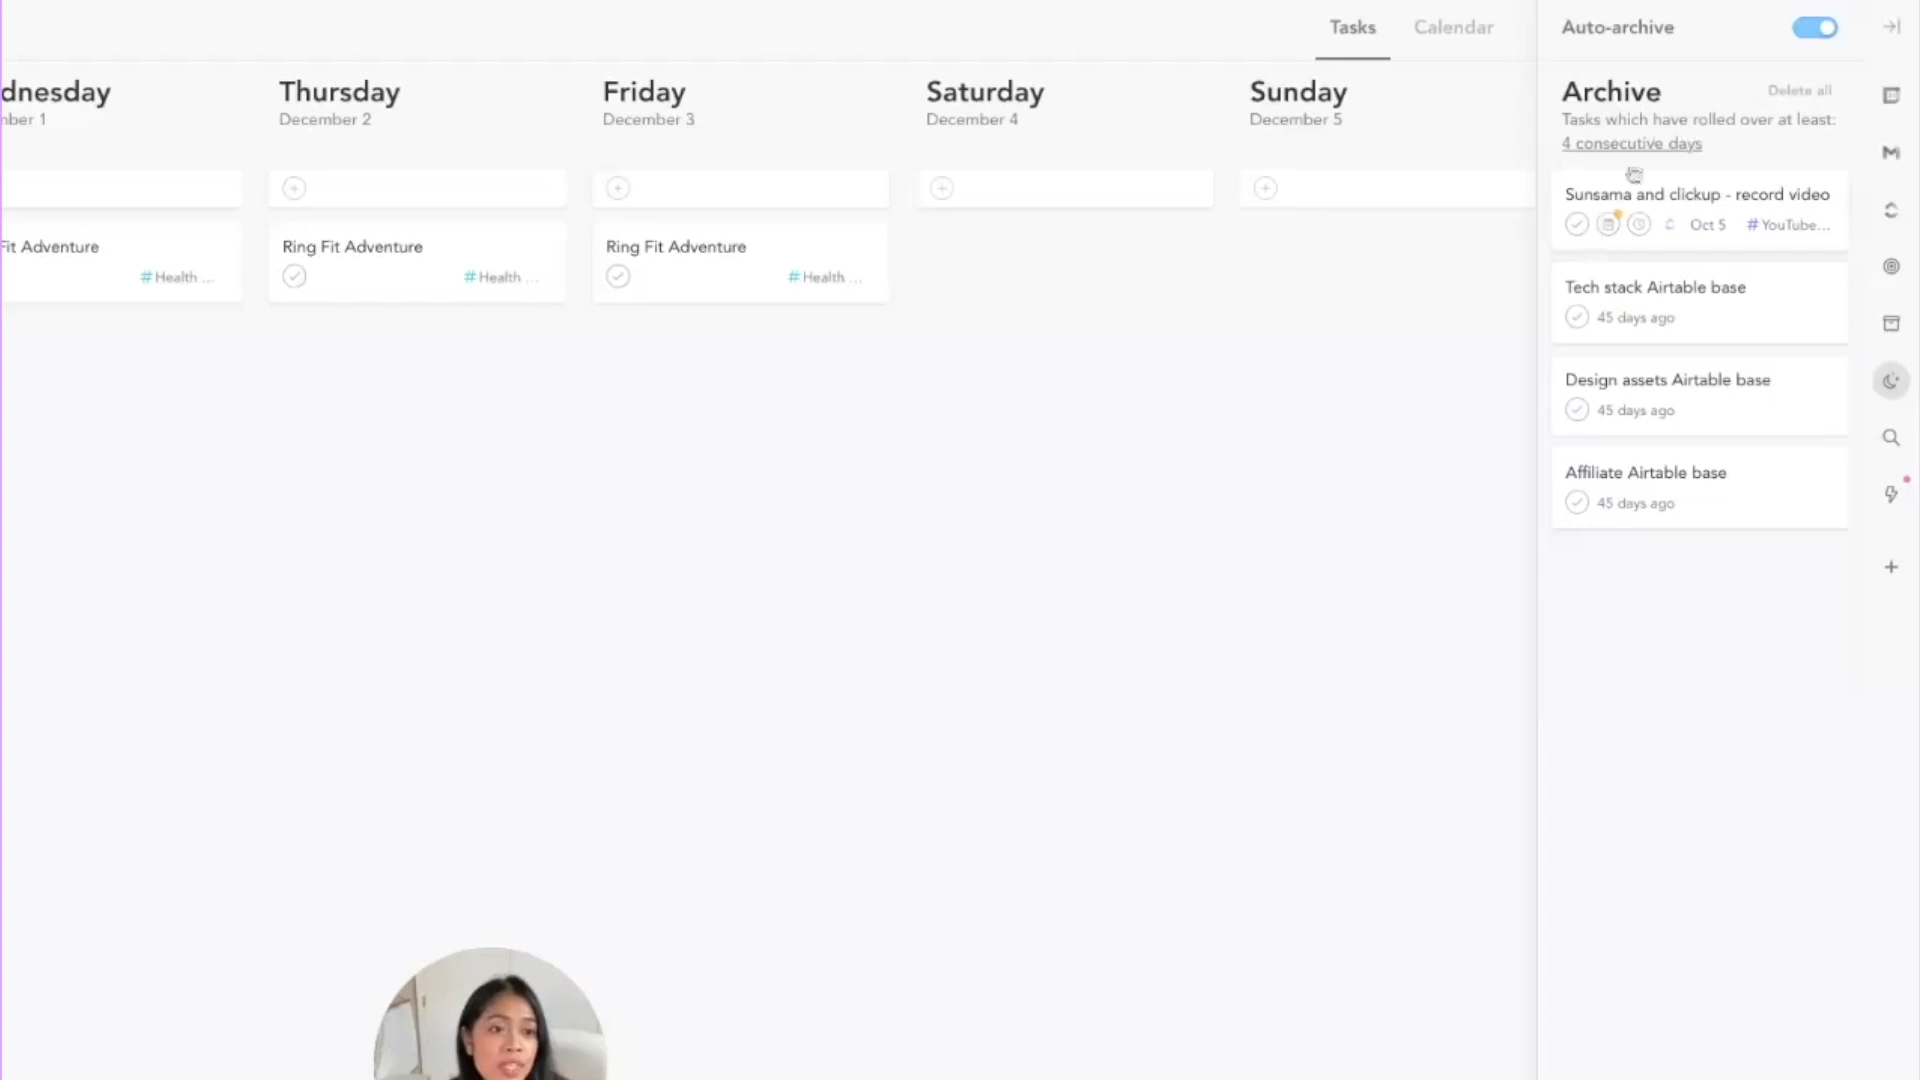 Tasks
Calendar
Auto-archive
dnesday
nber 1
Thursday
December 2
Friday
December 3
Saturday
December 4
Sunday
December 5
Fit Adventure
#Health ...
Ring Fit Adventure
#Health ...
Ring Fit Adventure
#Health ...
Archive
Delete all
Tasks which have rolled over at least:
4 consecutive days
Sunsama and clickup - record video
Oct 5
#YouTube...
Tech stack Airtable base
45 days ago
Design assets Airtable base
45 days ago
Affiliate Airtable base
45 days ago